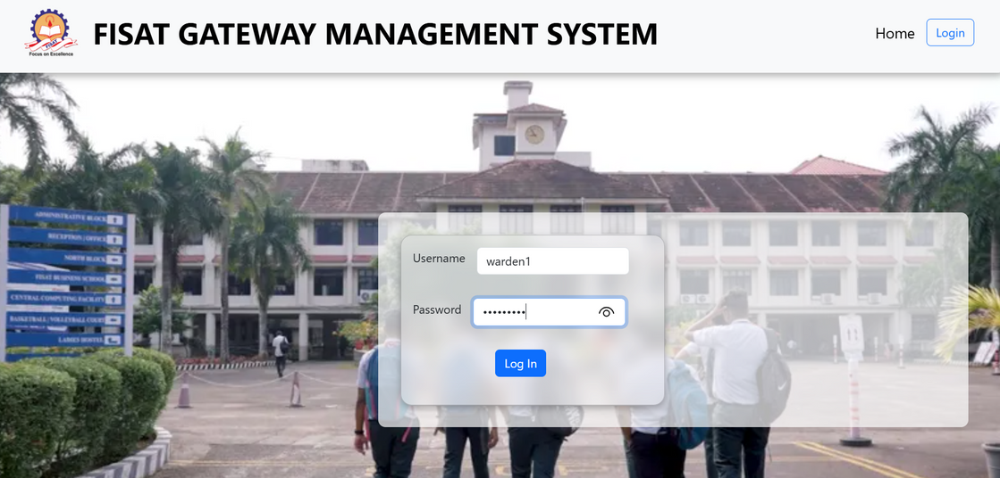 FISAT
Focus on Excellence
FISAT GATEWAY MANAGEMENT SYSTEM
Home
Login
ADMINISTRATIVE BLOCK
RECEPTION | OFFICE
NORTH BLOCK
FISAT BUSINESS SCHOOL
CENTRAL COMPUTING FACILITY
BASKETBALL | VOLLEYBALL COURT
LADIES HOSTEL
Username
warden1
Password
•••••••••
Log In